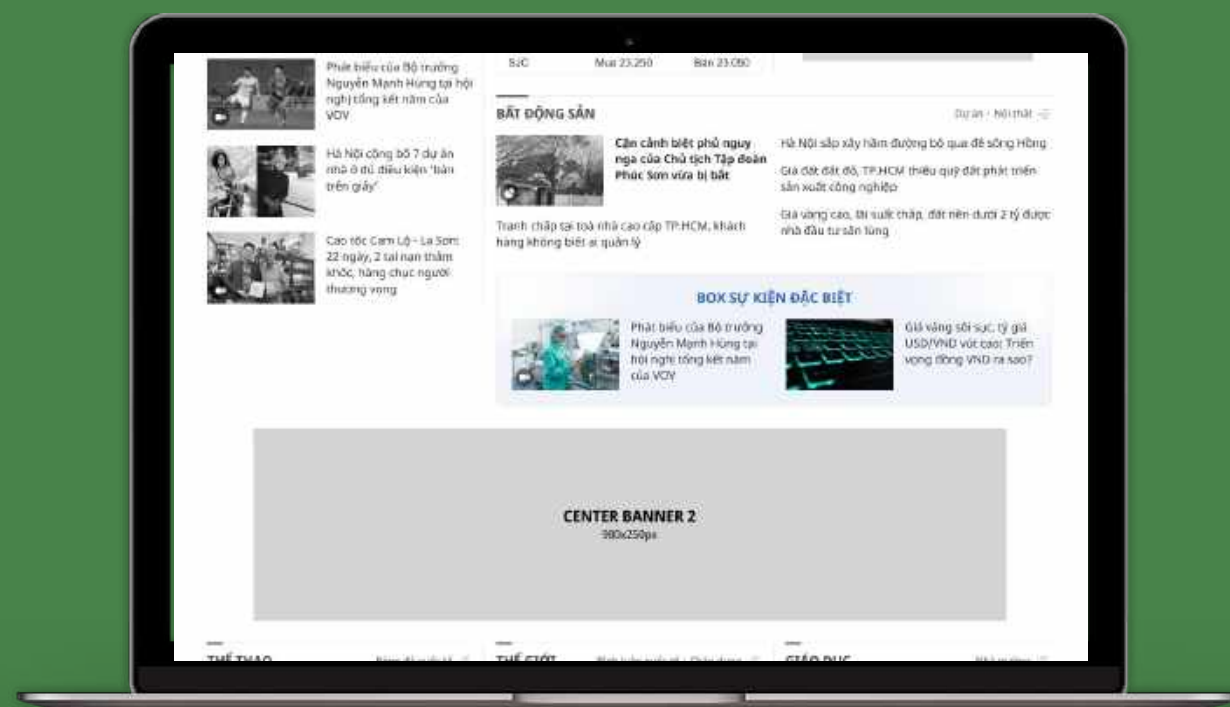 Phát biểu của Bộ trưởng
Nguyễn Mạnh Hùng tại hội
nghị tổng kết năm của
VOV
Hà Nội công bố 7 dự án
nhà ở đủ điều kiện "bán
trên giấy"
Cao tốc Cam Lộ - La Sơn:
22 ngày, 2 tai nạn thảm
khốc, hàng chục người
thương vong
SJC Mua 23.250 Bán 23.050
BẤT ĐỘNG SẢN
Dự án - Nội thất
Cận cảnh biệt phủ nguy
nga của Chủ tịch Tập đoàn
Phúc Sơn vừa bị bắt
Tranh chấp tại toà nhà cao cấp TP.HCM, khách
hàng không biết ai quản lý
Hà Nội sắp xây hầm đường bộ qua đê sông Hồng
Giá đất đắt đỏ, TP.HCM thiếu quỹ đất phát triển
sản xuất công nghiệp
Giá vàng cao, lãi suất thấp, đất nền dưới 2 tỷ được
nhà đầu tư săn lùng
BOX SỰ KIỆN ĐẶC BIỆT
Phát biểu của Bộ trưởng
Nguyễn Mạnh Hùng tại
hội nghị tổng kết năm
của VOV
Giá vàng sôi sục, tỷ giá
USD/VND vút cao: Triển
vọng đồng VND ra sao?
CENTER BANNER 2
980x250px
THỂ THAO
THẾ GIỚI
GIÁO DỤC